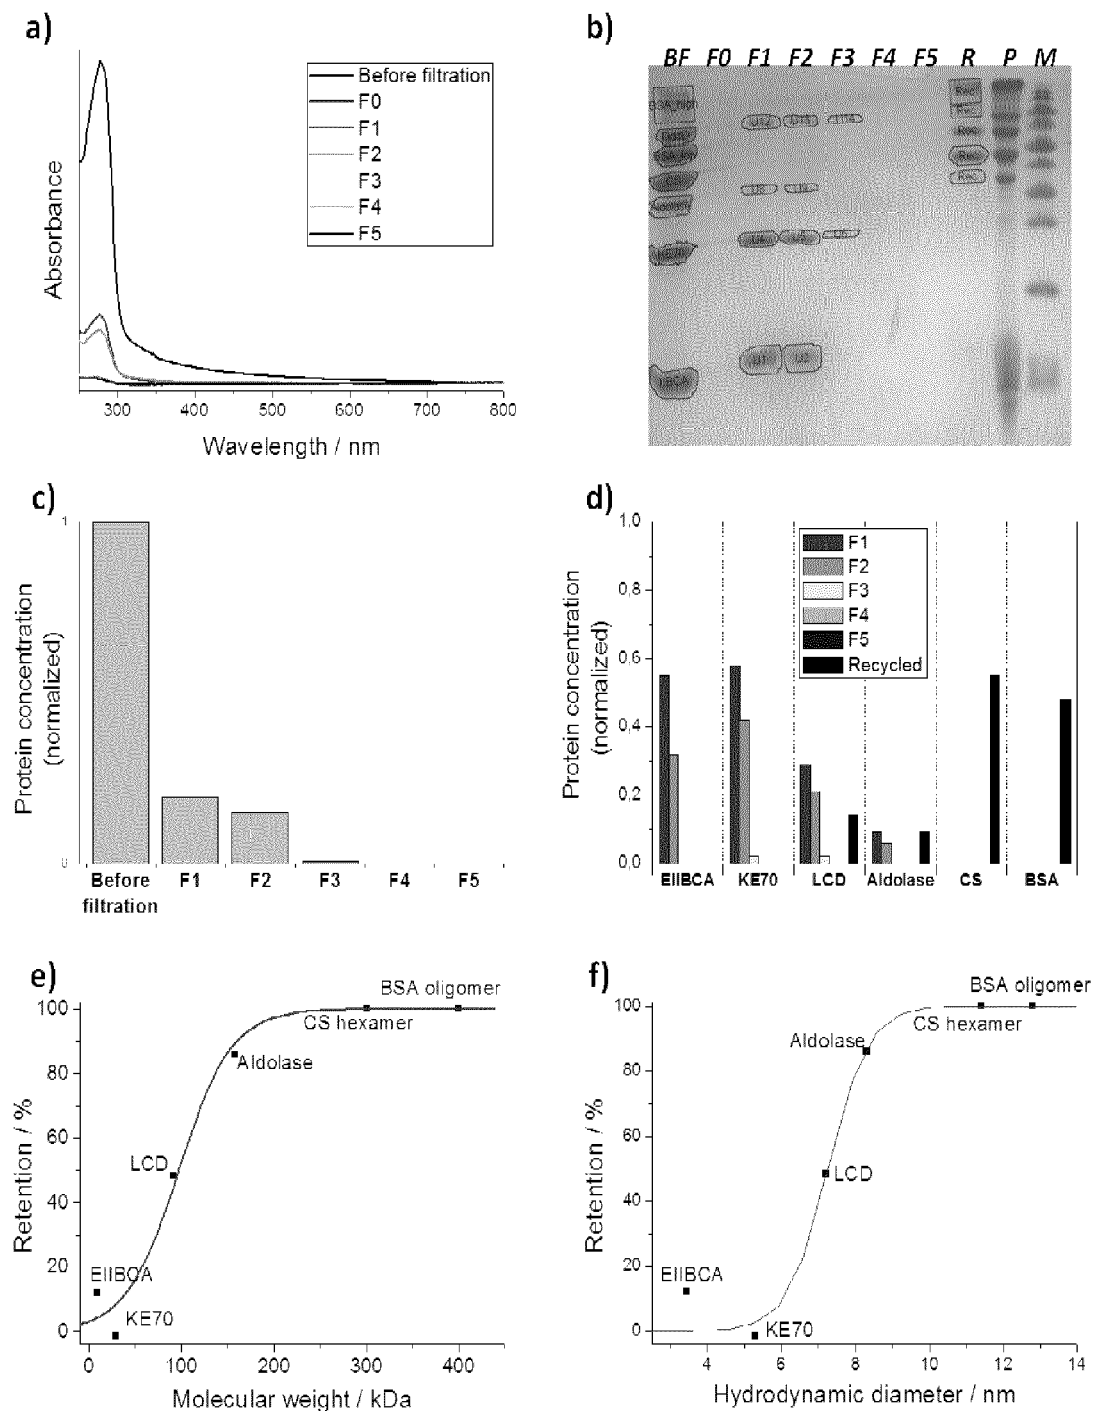 a)
Absorbance
Before filtration
F0
F1
F2
F3
F4
F5
300
400
500
600
700
800
Wavelength / nm
b)
BF F0 F1 F2 F3 F4 F5 R P M
Rec
Rec
Rec
Rec
Rec
c)
Protein concentration
(normalized)
1
Before
filtration
F1
F2
F3
F4
F5
d)
Protein concentration
(normalized)
1.0
0.8
0.6
0.4
0.2
0.0
F1
F2
F3
F4
F5
Recycled
EIIBCA
KE70
LCD
Aldolase
CS
BSA
e)
Retention / %
100
80
60
40
20
0
BSA oligomer
CS hexamer
Aldolase
LCD
EIIBCA
KE70
0
100
200
300
400
Molecular weight / kDa
f)
Retention / %
100
80
60
40
20
0
BSA oligomer
CS hexamer
Aldolase
LCD
EIIBCA
KE70
4
6
8
10
12
14
Hydrodynamic diameter / nm